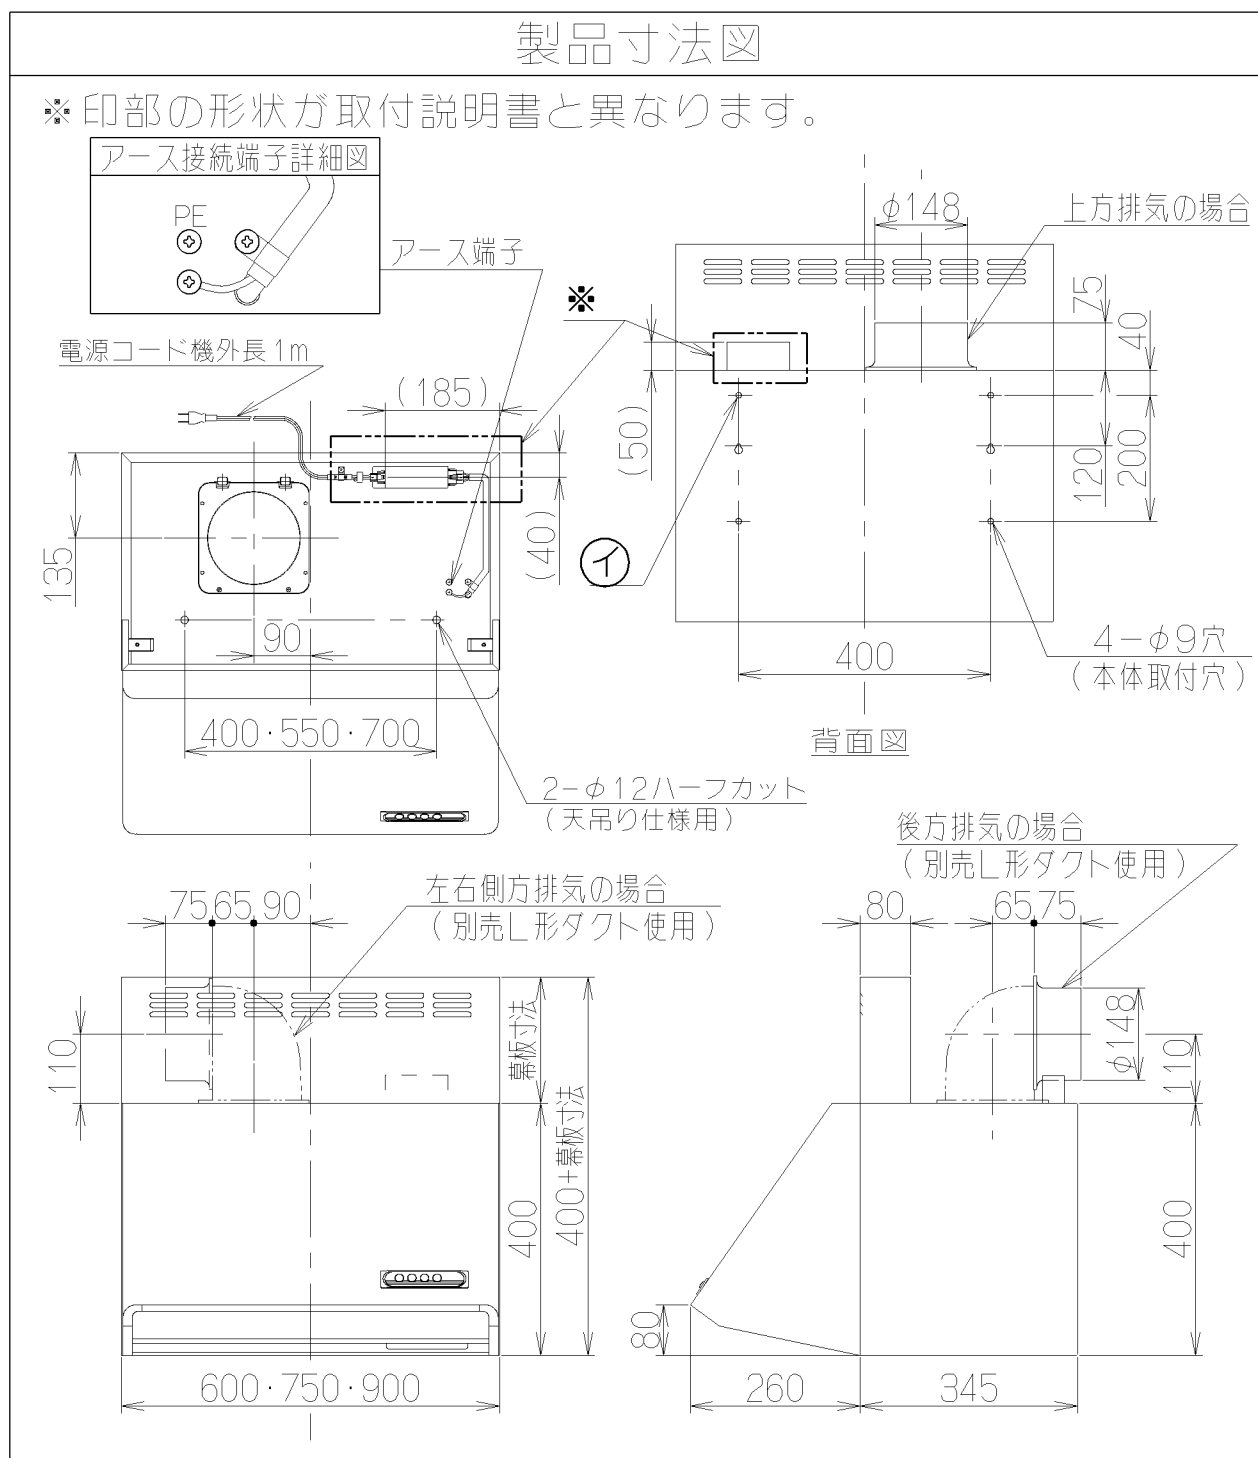 製品寸法図
※印部の形状が取付説明書と異なります。
アース接続端子詳細図
PE
アース端子
※
電源コード機外長1m
(185)
(40)
135
90
400・550・700
2-φ12ハーフカット
(天吊り仕様用)
φ148
上方排気の場合
75
40
(50)
120
200
イ
400
4-φ9穴
(本体取付穴)
背面図
左右側方排気の場合
(別売L形ダクト使用)
75
65
90
110
幕板寸法
400+幕板寸法
400
600・750・900
後方排気の場合
(別売L形ダクト使用)
80
65
75
φ148
110
400
80
260
345